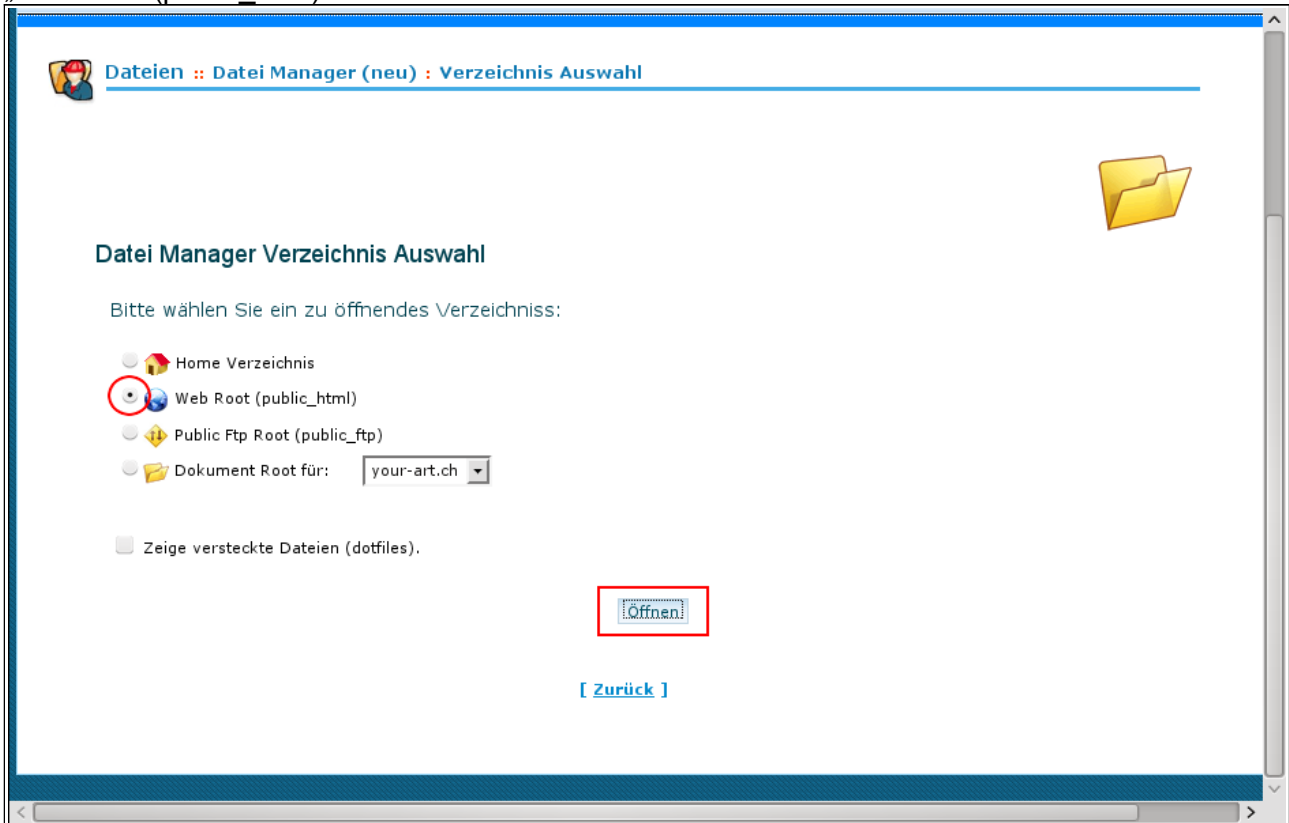 Dateien :: Datei Manager (neu) : Verzeichnis Auswahl
Datei Manager Verzeichnis Auswahl
Bitte wählen Sie ein zu öffnendes Verzeichniss:
Home Verzeichnis
Web Root (public_html)
Public Ftp Root (public_ftp)
Dokument Root für: your-art.ch
Zeige versteckte Dateien (dotfiles).
Öffnen
[ Zurück ]